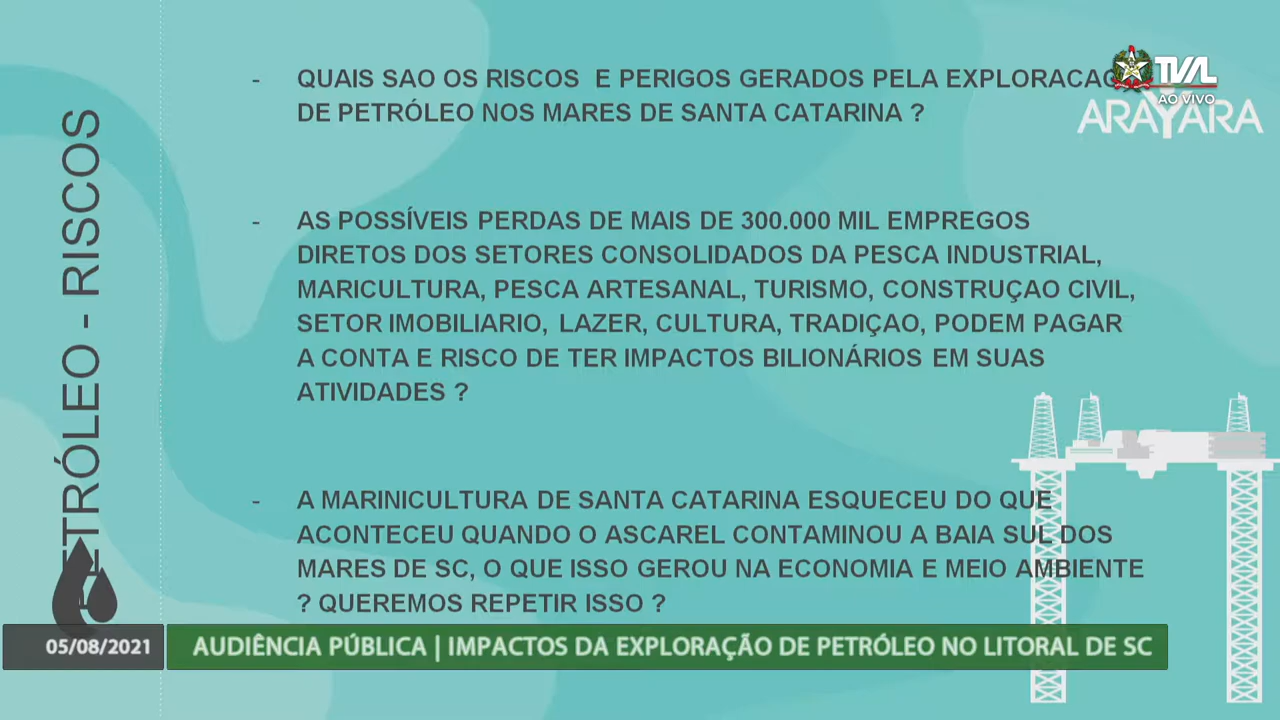 - QUAIS SAO OS RISCOS E PERIGOS GERADOS PELA EXPLORACAO
DE PETRÓLEO NOS MARES DE SANTA CATARINA ?
TVAL
AO VIVO
ARAYARA
PETRÓLEO - RISCOS
- AS POSSÍVEIS PERDAS DE MAIS DE 300.000 MIL EMPREGOS
DIRETOS DOS SETORES CONSOLIDADOS DA PESCA INDUSTRIAL,
MARICULTURA, PESCA ARTESANAL, TURISMO, CONSTRUÇAO CIVIL,
SETOR IMOBILIARIO, LAZER, CULTURA, TRADIÇAO, PODEM PAGAR
A CONTA E RISCO DE TER IMPACTOS BILIONÁRIOS EM SUAS
ATIVIDADES ?
- A MARINICULTURA DE SANTA CATARINA ESQUECEU DO QUE
ACONTECEU QUANDO O ASCAREL CONTAMINOU A BAIA SUL DOS
MARES DE SC, O QUE ISSO GEROU NA ECONOMIA E MEIO AMBIENTE
? QUEREMOS REPETIR ISSO ?
05/08/2021
AUDIÊNCIA PÚBLICA | IMPACTOS DA EXPLORAÇÃO DE PETRÓLEO NO LITORAL DE SC